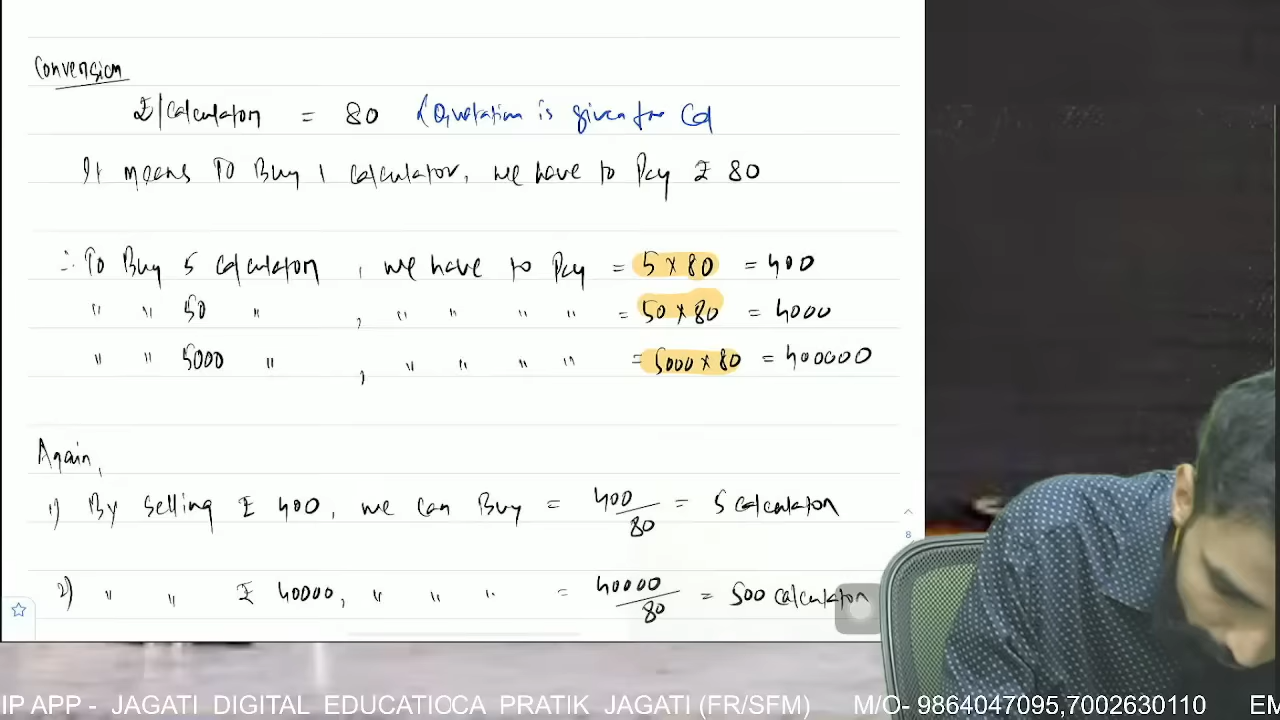 Conversion
₹/calculator = 80 (Quotation is given for Cal
It means To Buy 1 calculator, we have to Pay ₹ 80
∴ To Buy 5 calculator, we have to Pay = 5 × 80 = 400
" " 50 " , " " " " = 50 × 80 = 4000
" " 5000 " , " " " " = 5000 × 80 = 400000
Again,
1) By selling ₹ 400, we can Buy = 400/80 = 5 calculator
8
2) " " ₹ 40000, " " " = 40000/80 = 500 calculator
IP APP - JAGATI DIGITAL EDUCATIOCA PRATIK JAGATI (FR/SFM) M/O- 9864047095,7002630110 EM